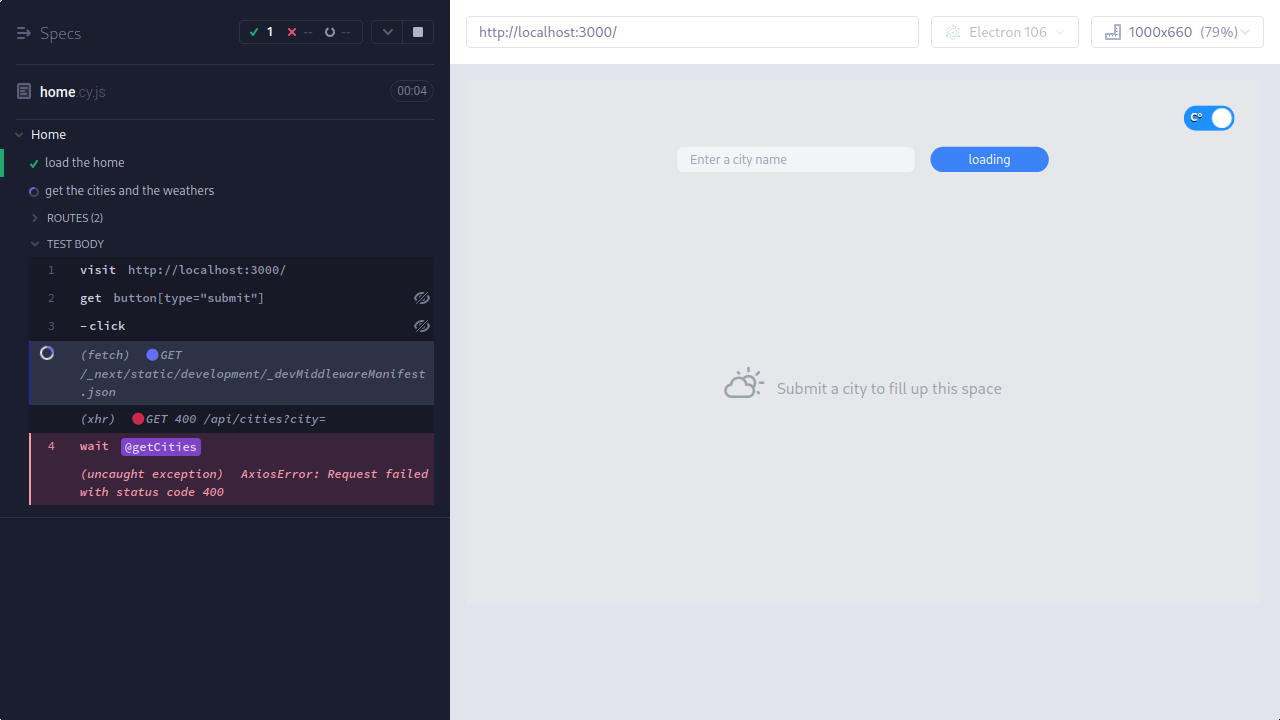 Specs
1 -- --
home.cy.js 00:04
Home
load the home
get the cities and the weathers
ROUTES (2)
TEST BODY
1 visit http://localhost:3000/
2 get button[type="submit"]
3 -click
(fetch) GET
/_next/static/development/_devMiddlewareManifest
.json
(xhr) GET 400 /api/cities?city=
4 wait @getCities
(uncaught exception) AxiosError: Request failed
with status code 400
http://localhost:3000/
Electron 106
1000x660 (79%)
C°
Enter a city name
loading
Submit a city to fill up this space